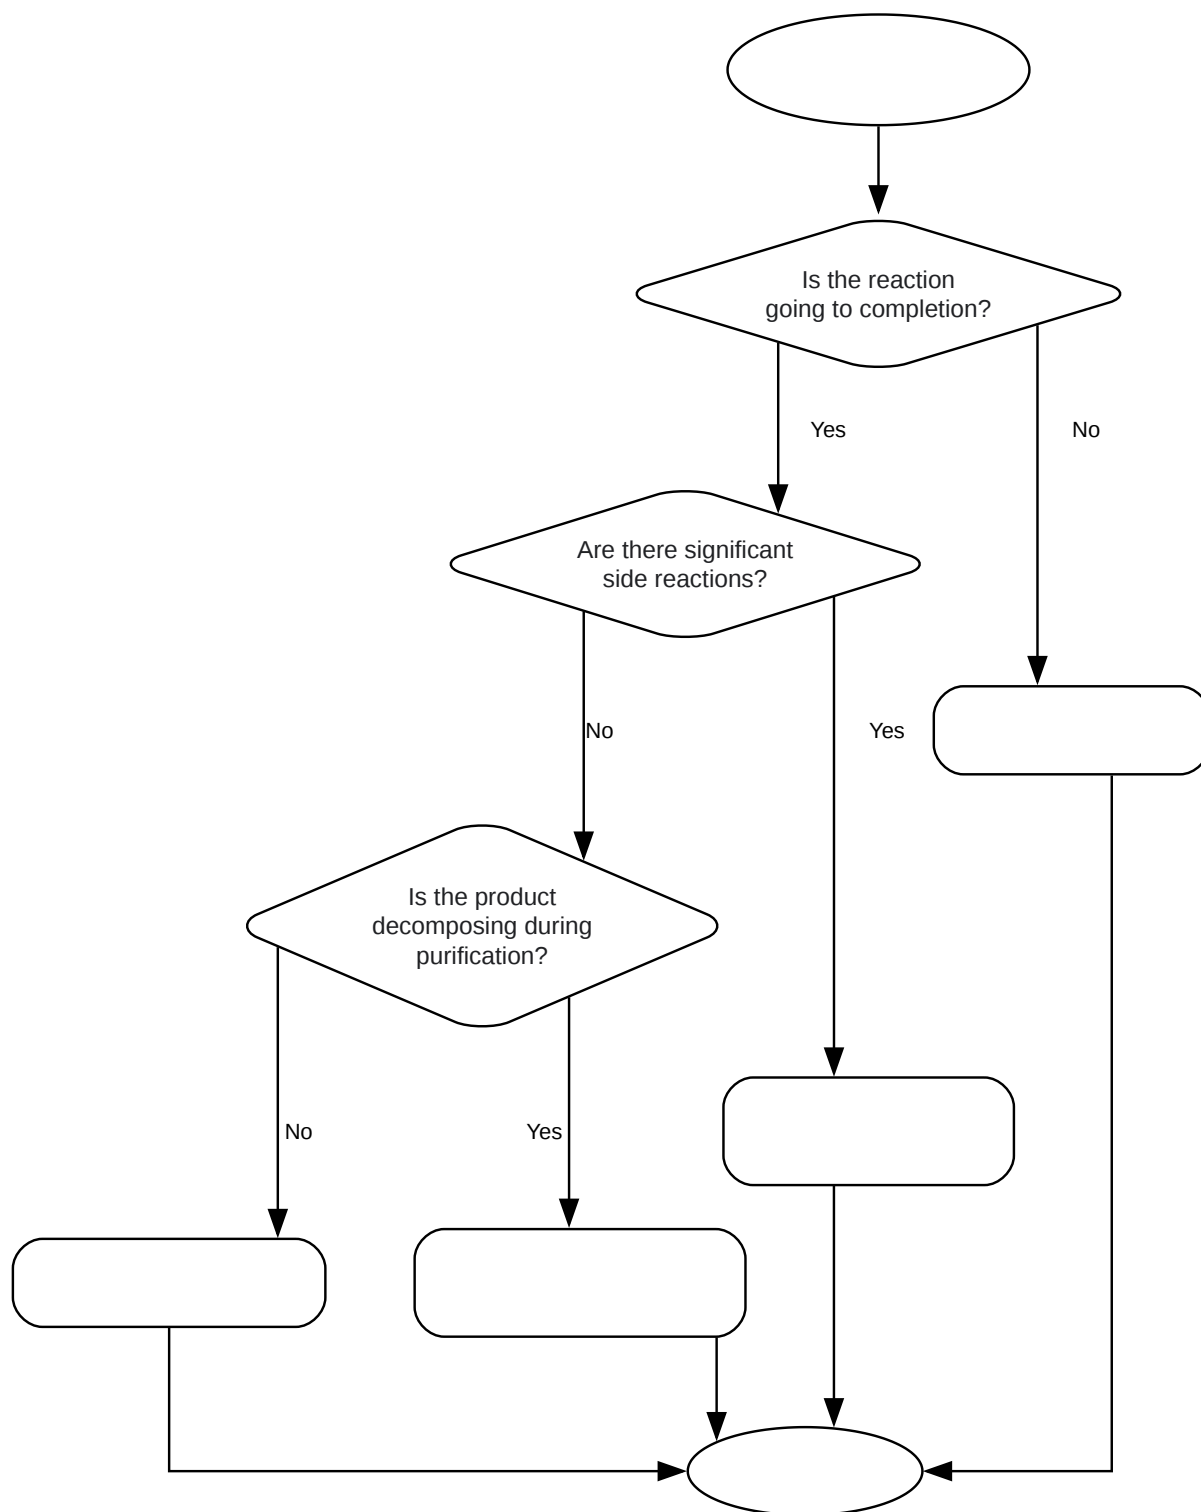 Is the reaction
going to completion?
Yes
No
Are there significant
side reactions?
No
Yes
Is the product
decomposing during
purification?
No
Yes